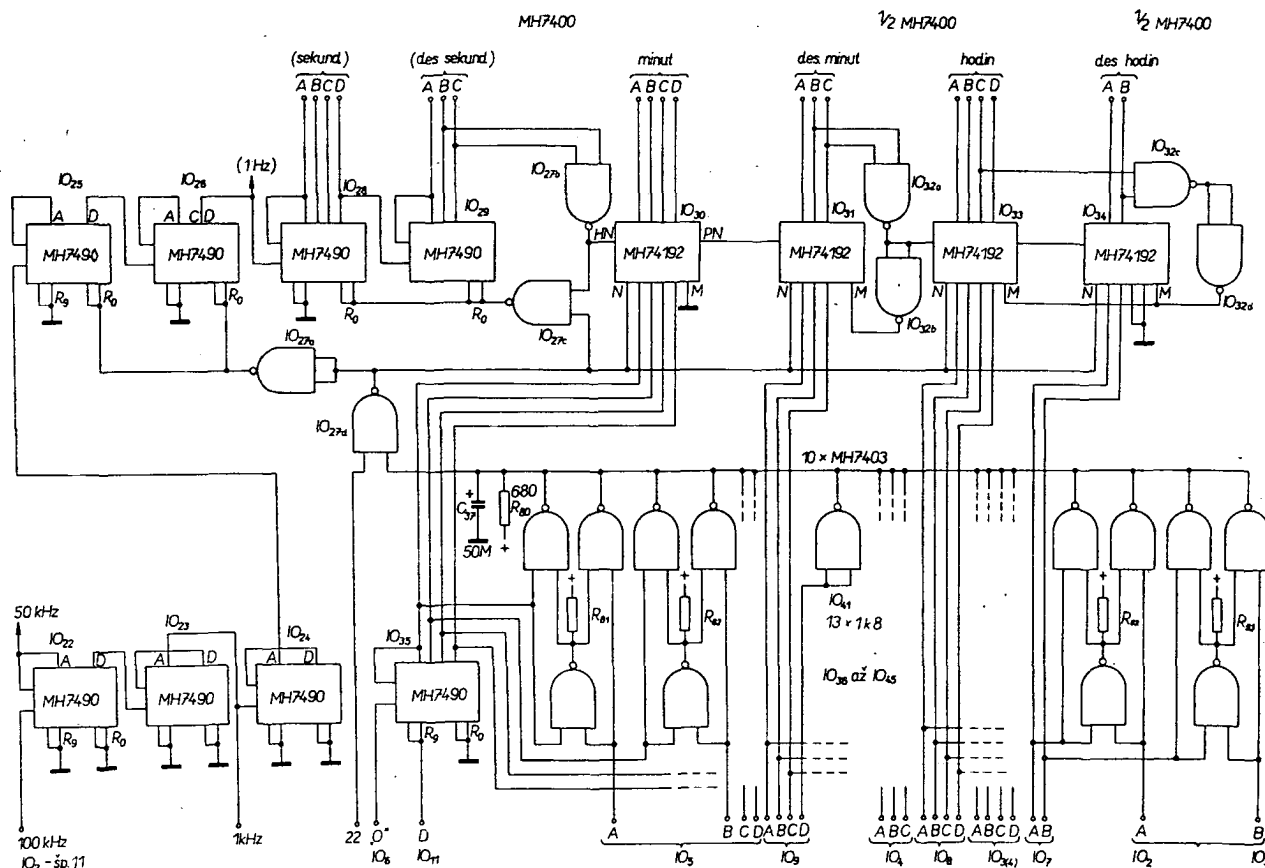 MH7400 1/2 MH7400 1/2 MH7400
(sekund) (des sekund) minut des. minut hodin des hodin
A B C D A B C A B C D A B C A B C D A B
(1 Hz)
IO25 IO26 IO28 IO27b IO32a IO32c
IO29 IO30 IO31 IO33 IO34
A D A C D HN PN
MH7490 MH7490 MH7490 MH7490 MH74192 MH74192 MH74192 MH74192
R9 R0 R0 R0 R0 N M N N M N M
IO27a IO27c IO32b IO32d
IO27d
10 × MH7403
+ 680
C37 R80
50M +
+ + + +
R81 R82
IO41
13 × 1k8
50 kHz
IO22 IO23 IO24 IO35
A D A D A D
MH7490 MH7490 MH7490 MH7490
IO36 až IO45
R9 R0 R9 R0
100 kHz 1kHz 22 „0" D A B C D A B C D A B C A B C D A B C D A B A B
IO2 - šp. 11 IO6 IO11 IO5 IO9 IO4 IO8 IO3(4) IO7 IO2